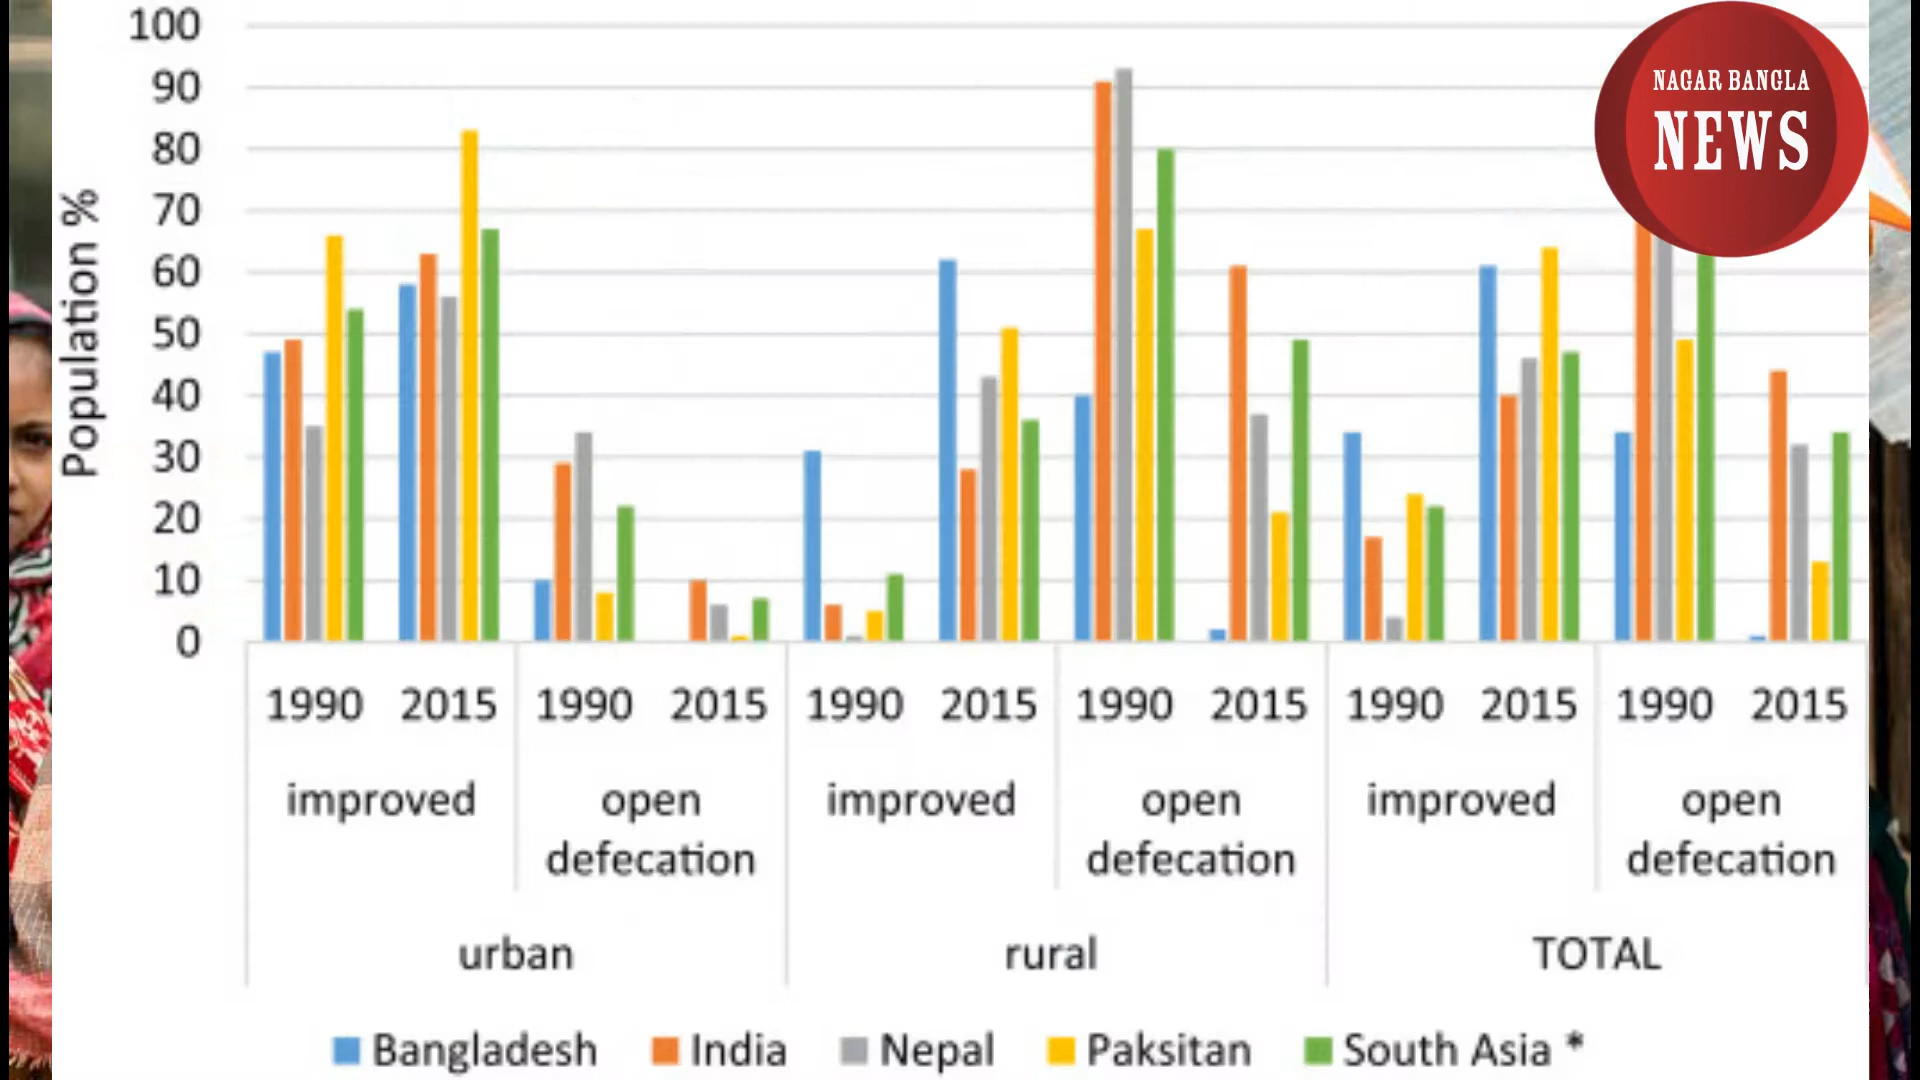 NAGAR BANGLA
NEWS
Population %
100
90
80
70
60
50
40
30
20
10
0
1990 2015 1990 2015 1990 2015 1990 2015 1990 2015 1990 2015
improved open defecation improved open defecation improved open defecation
urban rural TOTAL
Bangladesh India Nepal Paksitan South Asia *